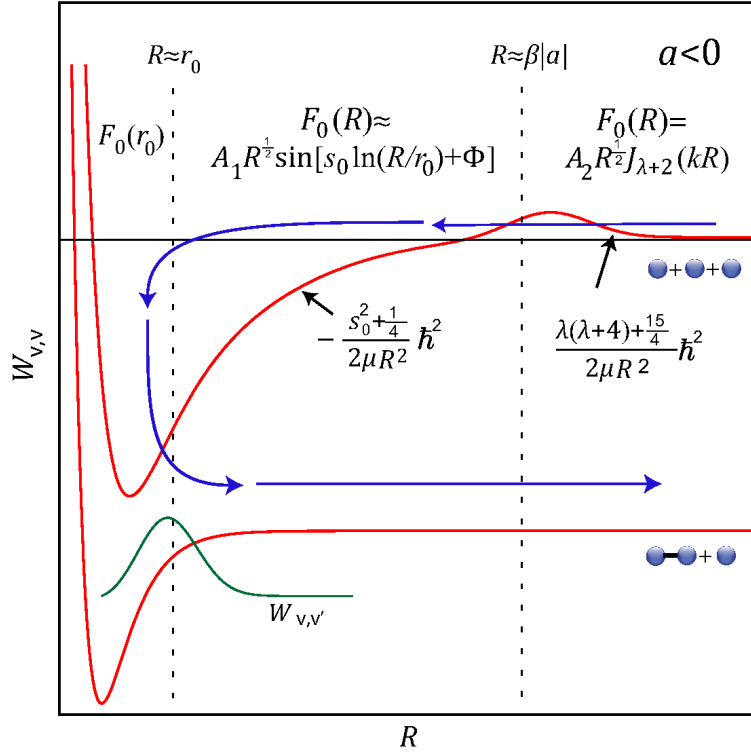 R≈r₀ R≈β|a| a<0
F₀(r₀) F₀(R)≈ F₀(R)=
A₁R^½sin[s₀ln(R/r₀)+Φ] A₂R^½J_λ+2(kR)
+ +
− (s₀²+¼)/(2μR²) ℏ² (λ(λ+4)+15/4)/(2μR²) ℏ²
W_v,v
+
W_v,v′
R